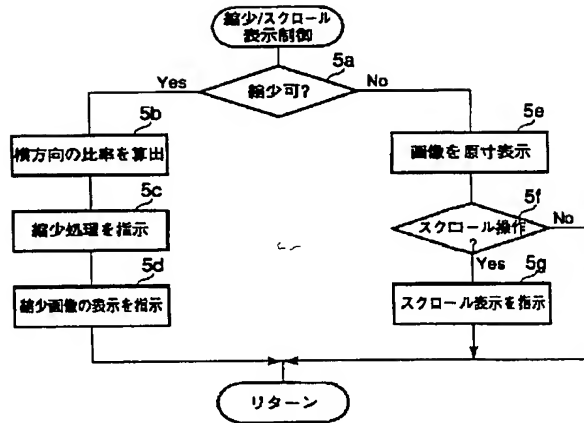 縮少/スクロール
表示制御
5a
縮少可?
Yes
No
5b
横方向の比率を算出
5c
縮少処理を指示
5d
縮少画像の表示を指示
5e
画像を原寸表示
5f
スクロール操作
?
No
Yes
5g
スクロール表示を指示
リターン